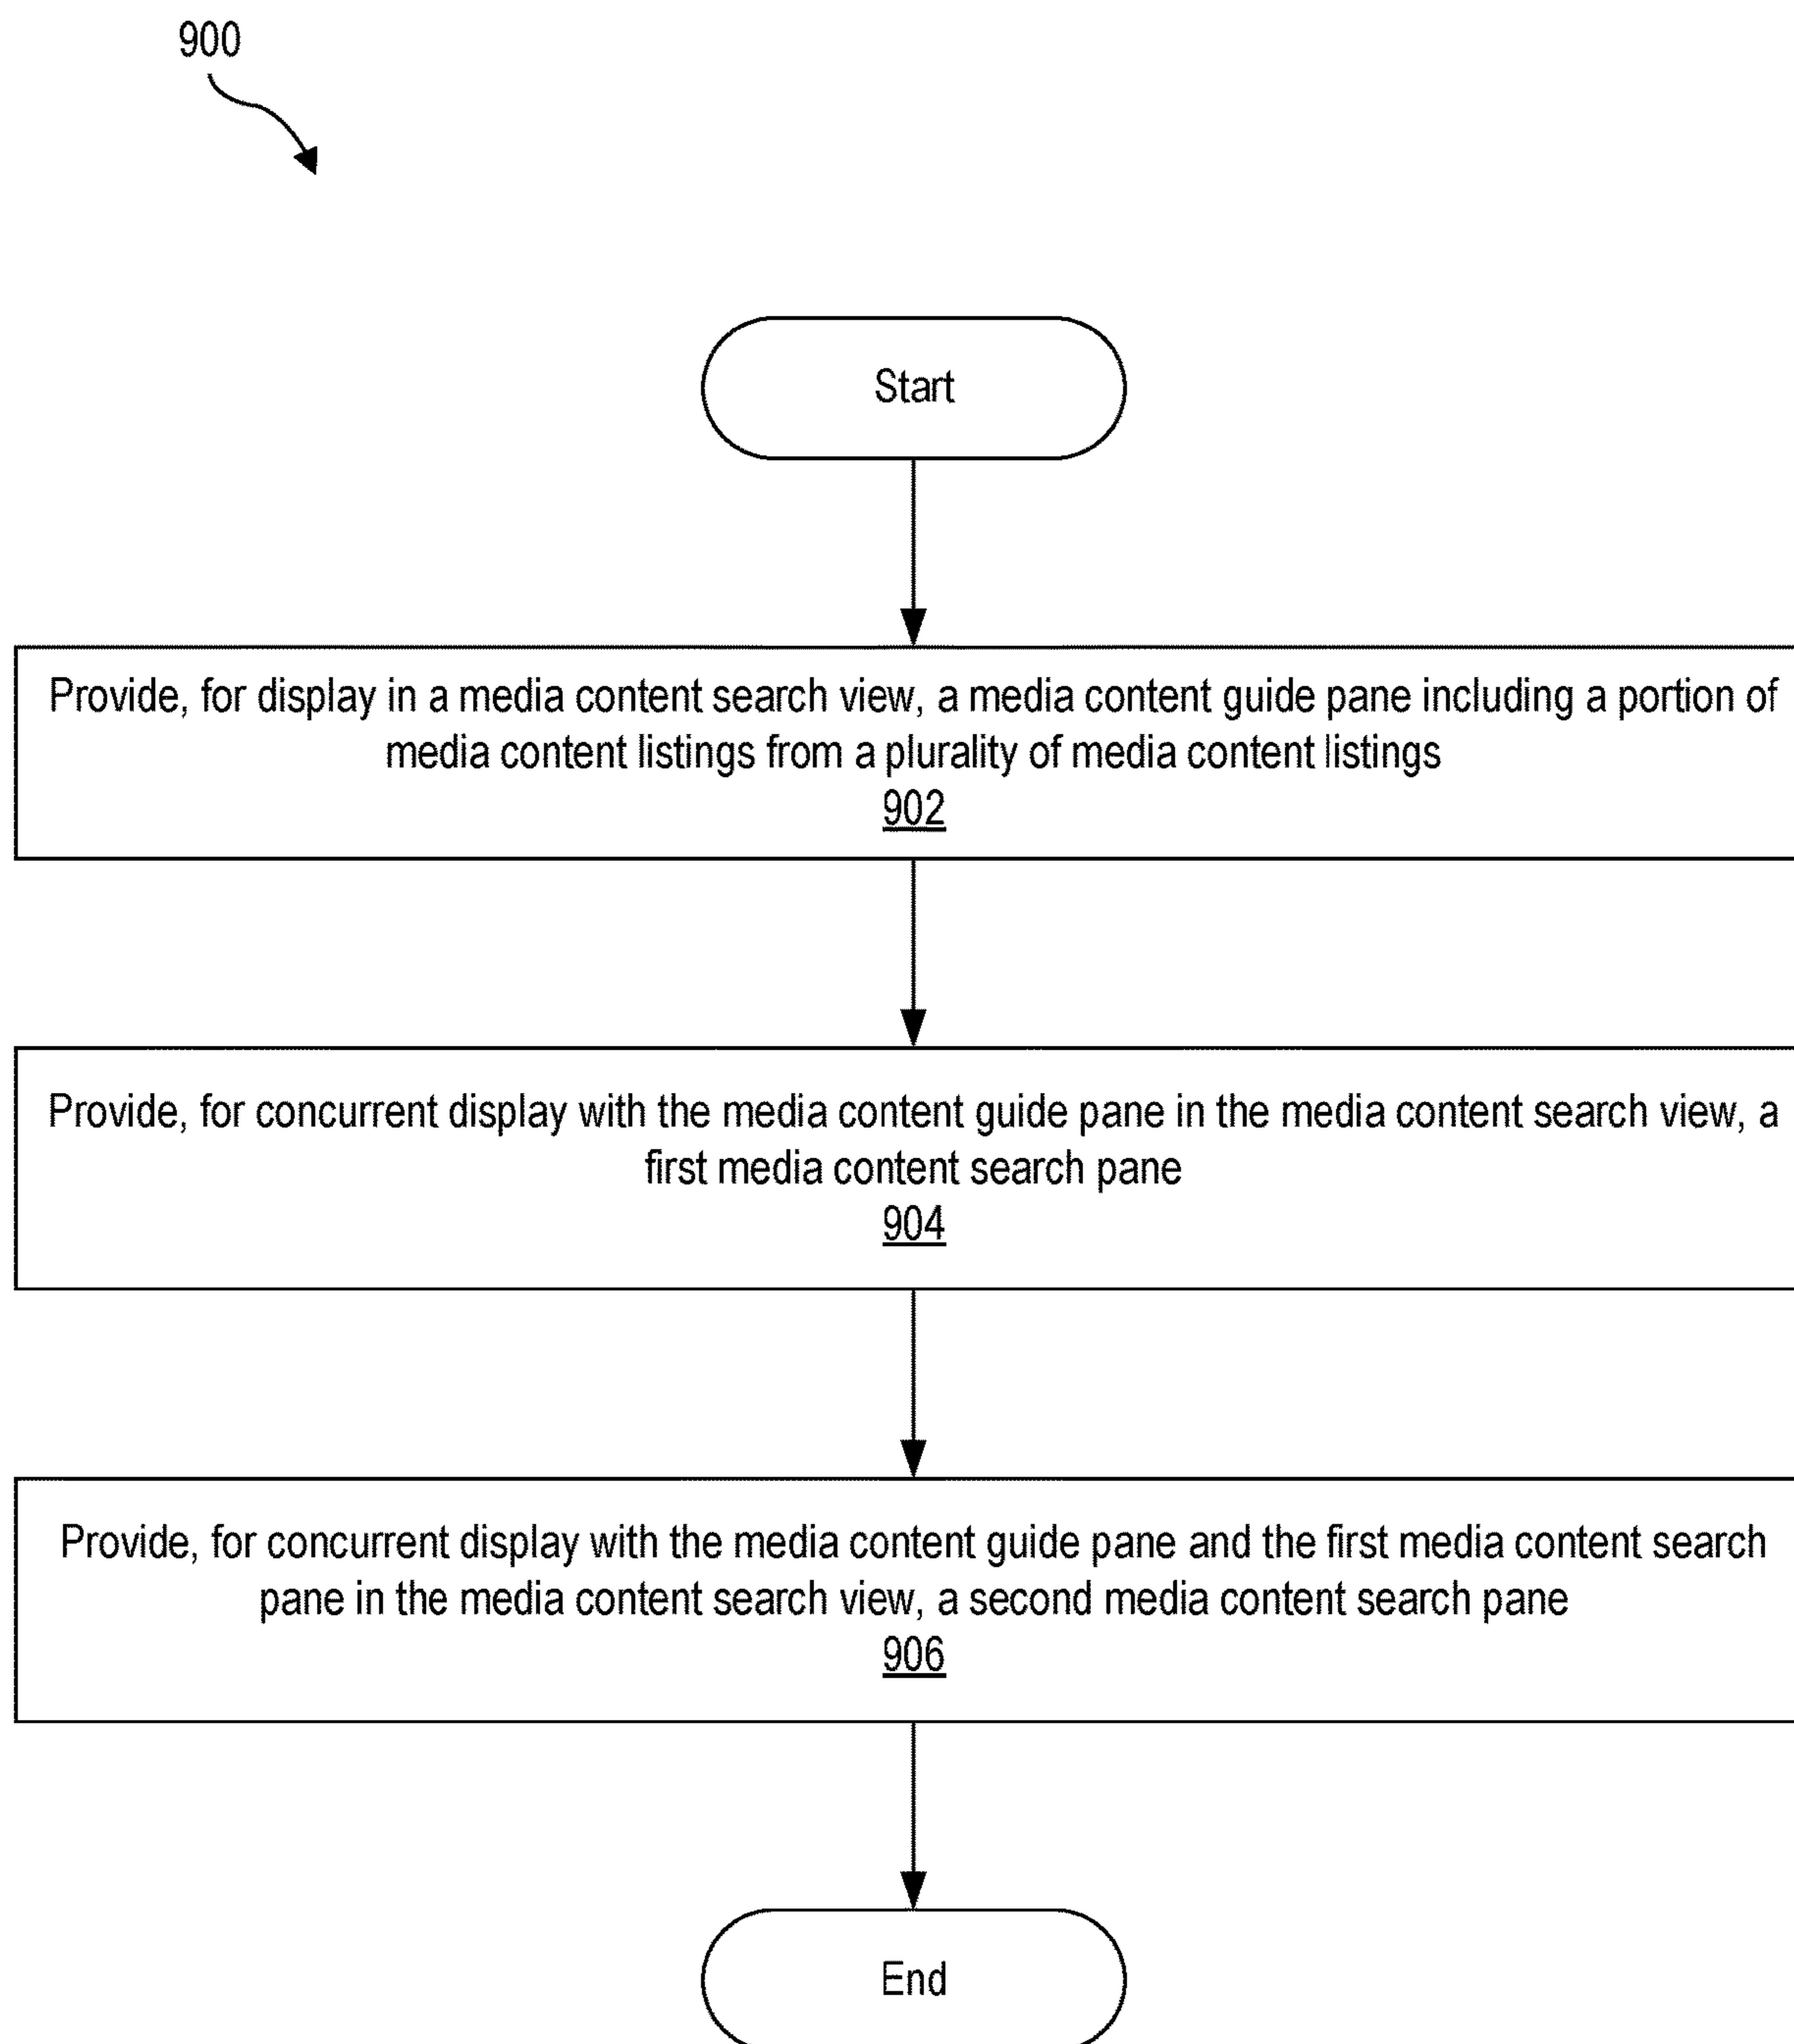 900
Start
Provide, for display in a media content search view, a media content guide pane including a portion of
media content listings from a plurality of media content listings
902
Provide, for concurrent display with the media content guide pane in the media content search view, a
first media content search pane
904
Provide, for concurrent display with the media content guide pane and the first media content search
pane in the media content search view, a second media content search pane
906
End